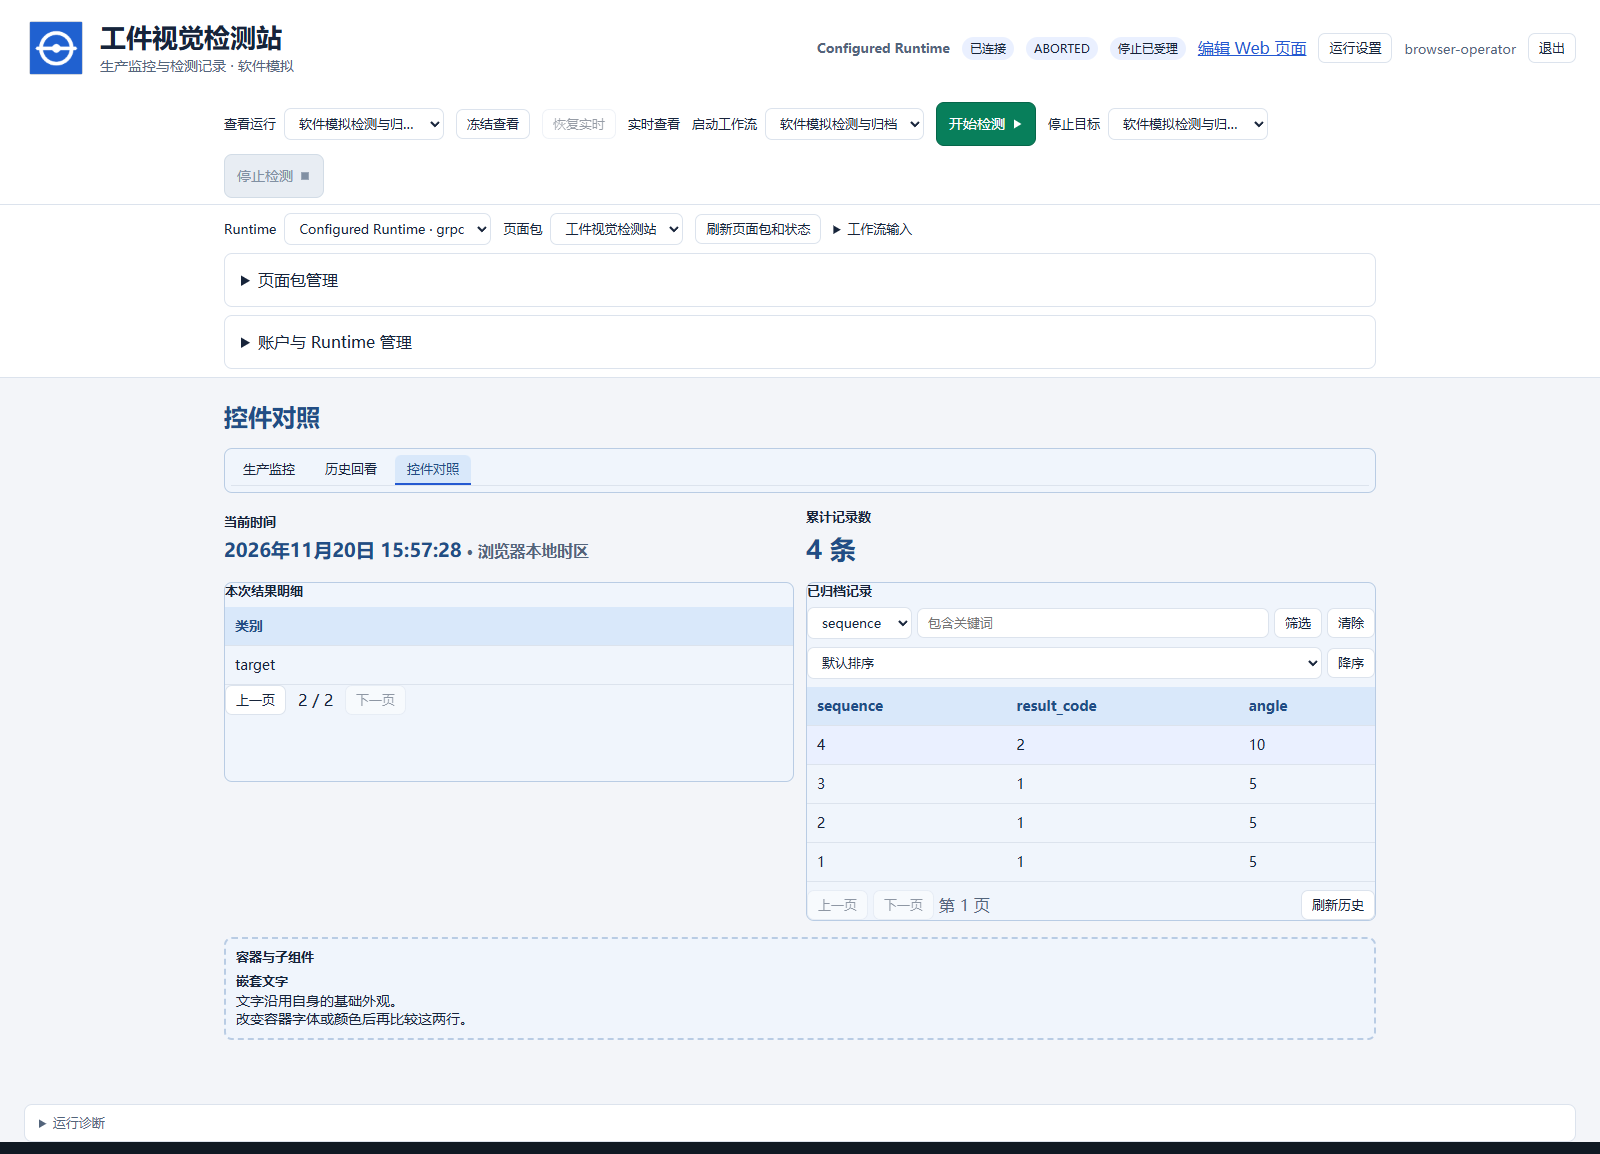 工件视觉检测站
生产监控与检测记录 · 软件模拟
Configured Runtime 已连接 ABORTED 停止已受理 编辑 Web 页面 运行设置 browser-operator 退出
查看运行 软件模拟检测与归... 冻结查看 恢复实时 实时查看 启动工作流 软件模拟检测与归档 开始检测 停止目标 软件模拟检测与归...
停止检测
Runtime Configured Runtime · grpc 页面包 工件视觉检测站 刷新页面包和状态 工作流输入
页面包管理
账户与 Runtime 管理
控件对照
生产监控 历史回看 控件对照
当前时间
2026年11月20日 15:57:28 • 浏览器本地时区
累计记录数
4 条
本次结果明细
类别
target
上一页 2 / 2 下一页
已归档记录
sequence 包含关键词 筛选 清除
默认排序 降序
sequence result_code angle
4 2 10
3 1 5
2 1 5
1 1 5
上一页 下一页 第 1 页 刷新历史
容器与子组件
嵌套文字
文字沿用自身的基础外观。
改变容器字体或颜色后再比较这两行。
运行诊断